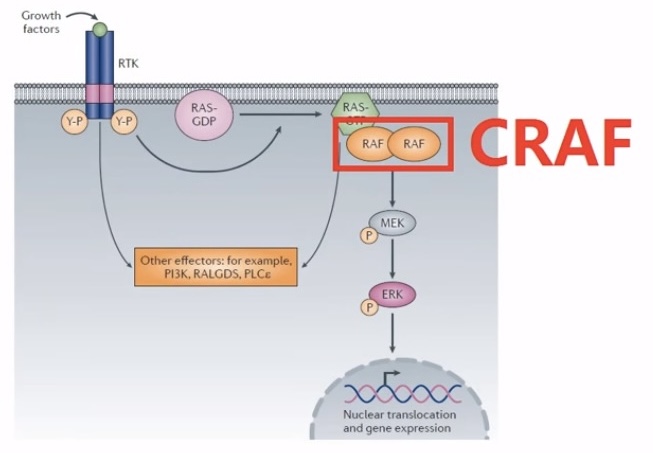 Growth
factors
RTK
Y-P
Y-P
RAS-
GDP
RAS-
GTP
RAF
RAF
CRAF
MEK
P
Other effectors: for example,
PI3K, RALGDS, PLCε
ERK
P
Nuclear translocation
and gene expression